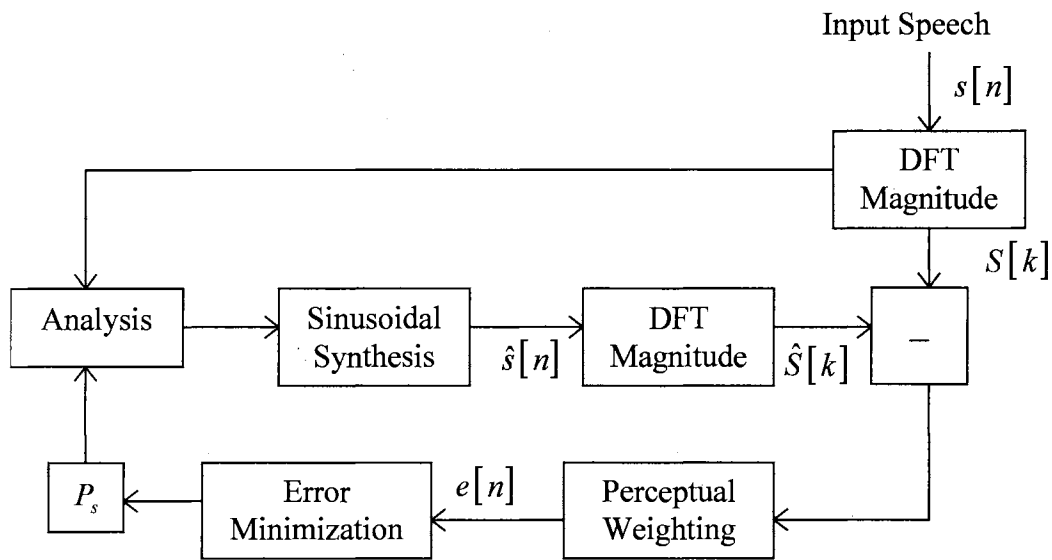 Input Speech
s[n]
DFT
Magnitude
S[k]
Analysis
Sinusoidal
Synthesis
ŝ[n]
DFT
Magnitude
Ŝ[k]
−
P_s
Error
Minimization
e[n]
Perceptual
Weighting